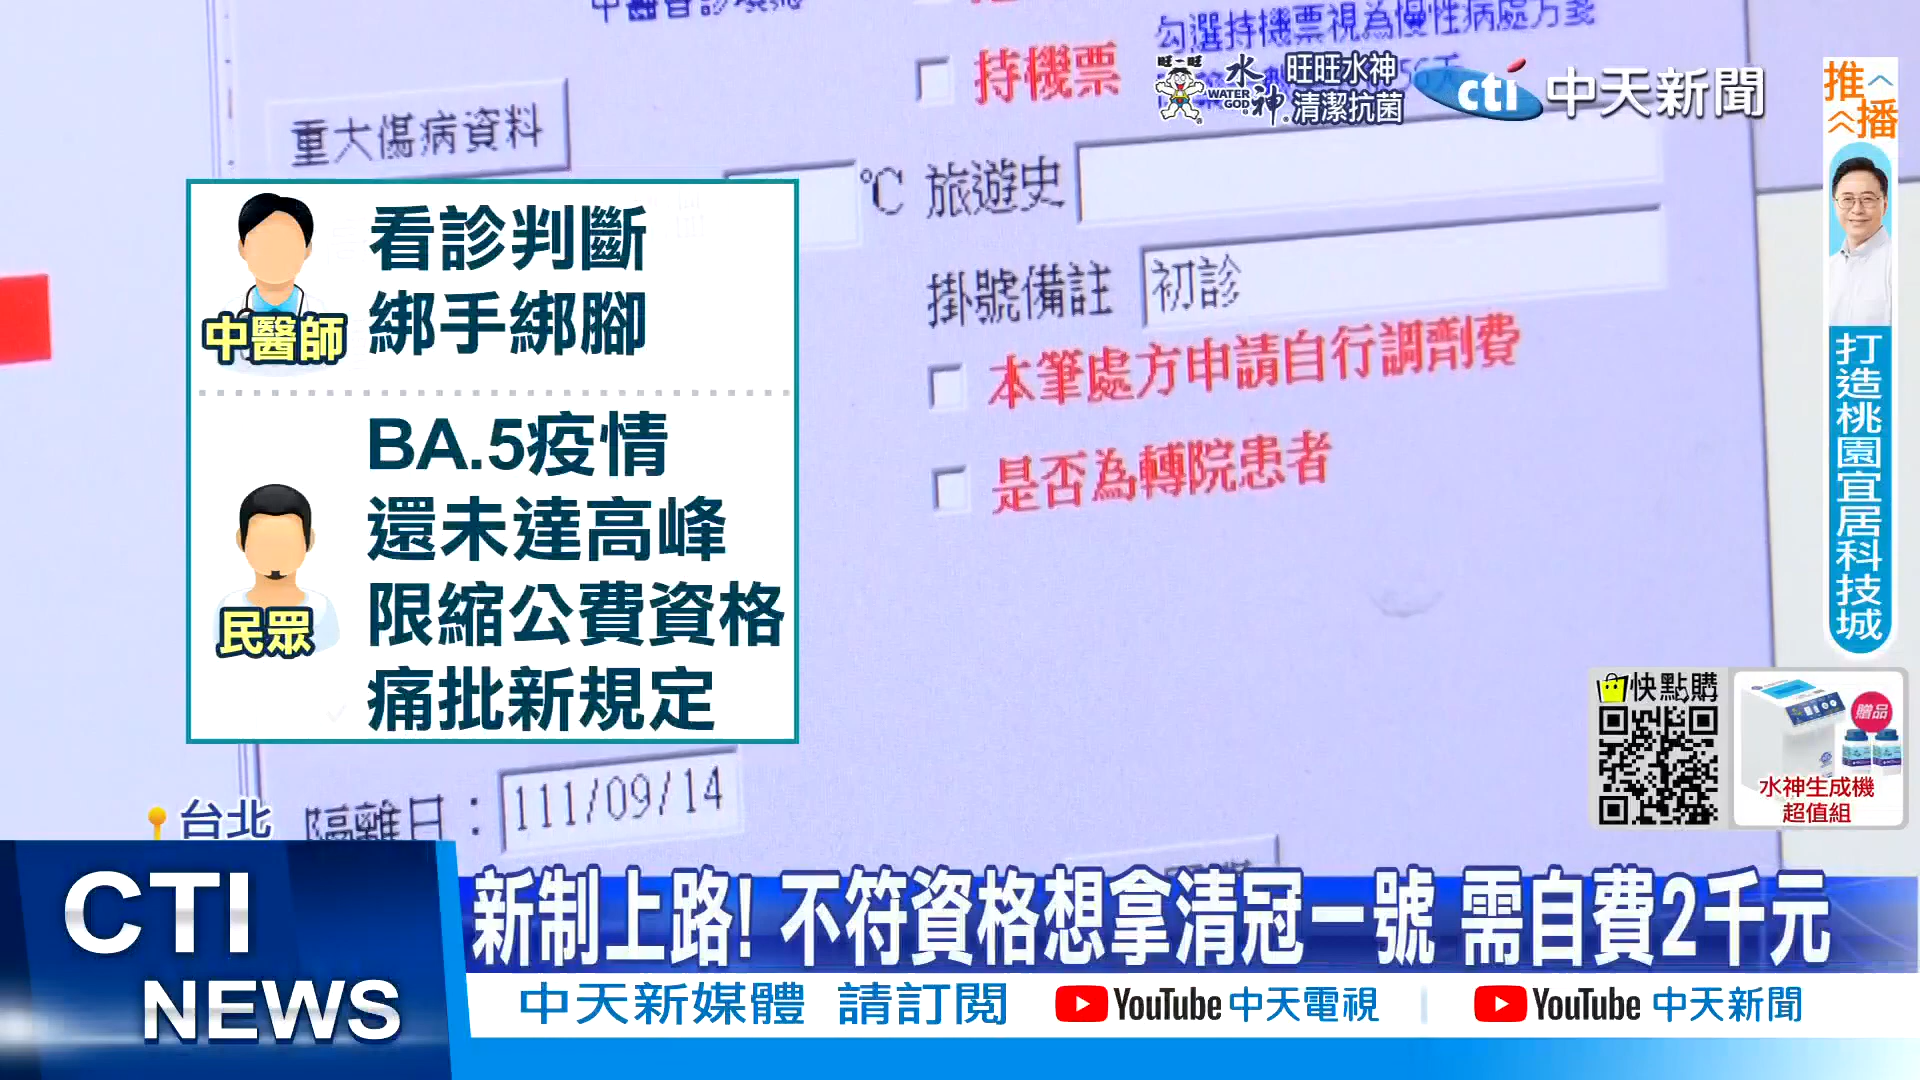 持機票
勾選持機票視為慢性病處方箋
重大傷病資料
旺一旺
水神
WATER GOD
旺旺水神
清潔抗菌
cti 中天新聞
推播
℃ 旅遊史
掛號備註 初診
本筆處方申請自行調劑費
是否為轉院患者
看診判斷
綁手綁腳
中醫師
BA.5疫情
還未達高峰
限縮公費資格
痛批新規定
民眾
打造桃園宜居科技城
快點購
贈品
水神生成機
超值組
隔離日：111/09/14
台北
CTI
NEWS
新制上路! 不符資格想拿清冠一號 需自費2千元
中天新媒體 請訂閱 YouTube 中天電視 | YouTube 中天新聞